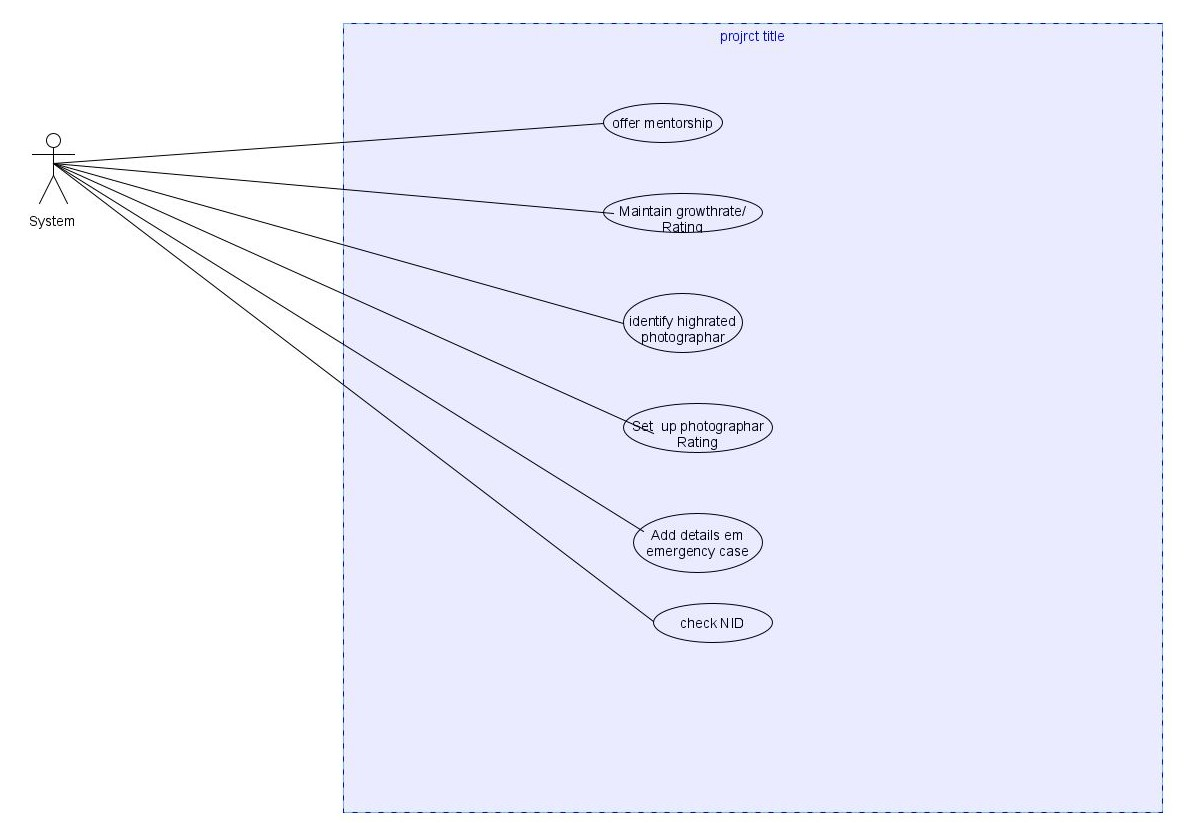 projrct title
offer mentorship
System
Maintain growthrate/
Rating
identify highrated
photographar
Set  up photographar
Rating
Add details em
emergency case
check NID